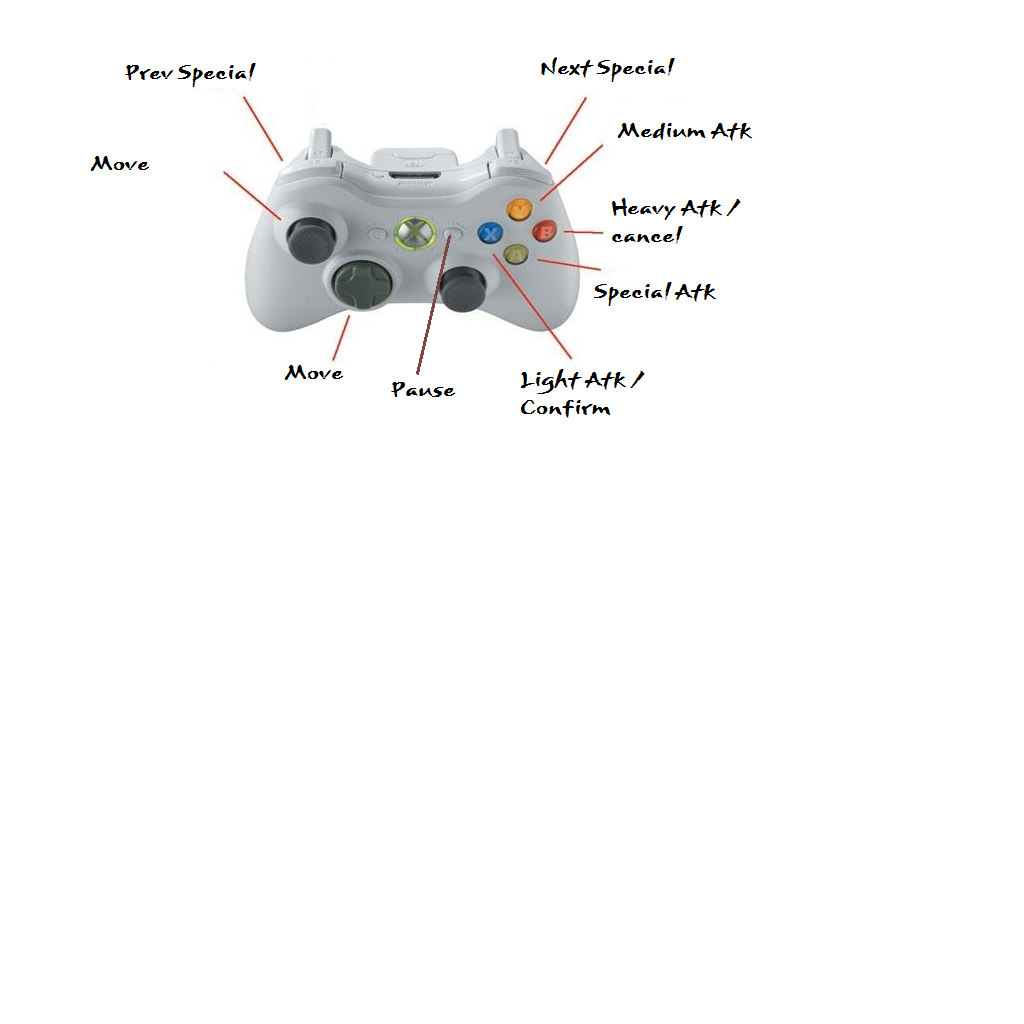 Prev Special
Next Special
Medium Atk
Move
Heavy Atk /
cancel
Y
X
B
A
Special Atk
Move
Pause
Light Atk /
Confirm